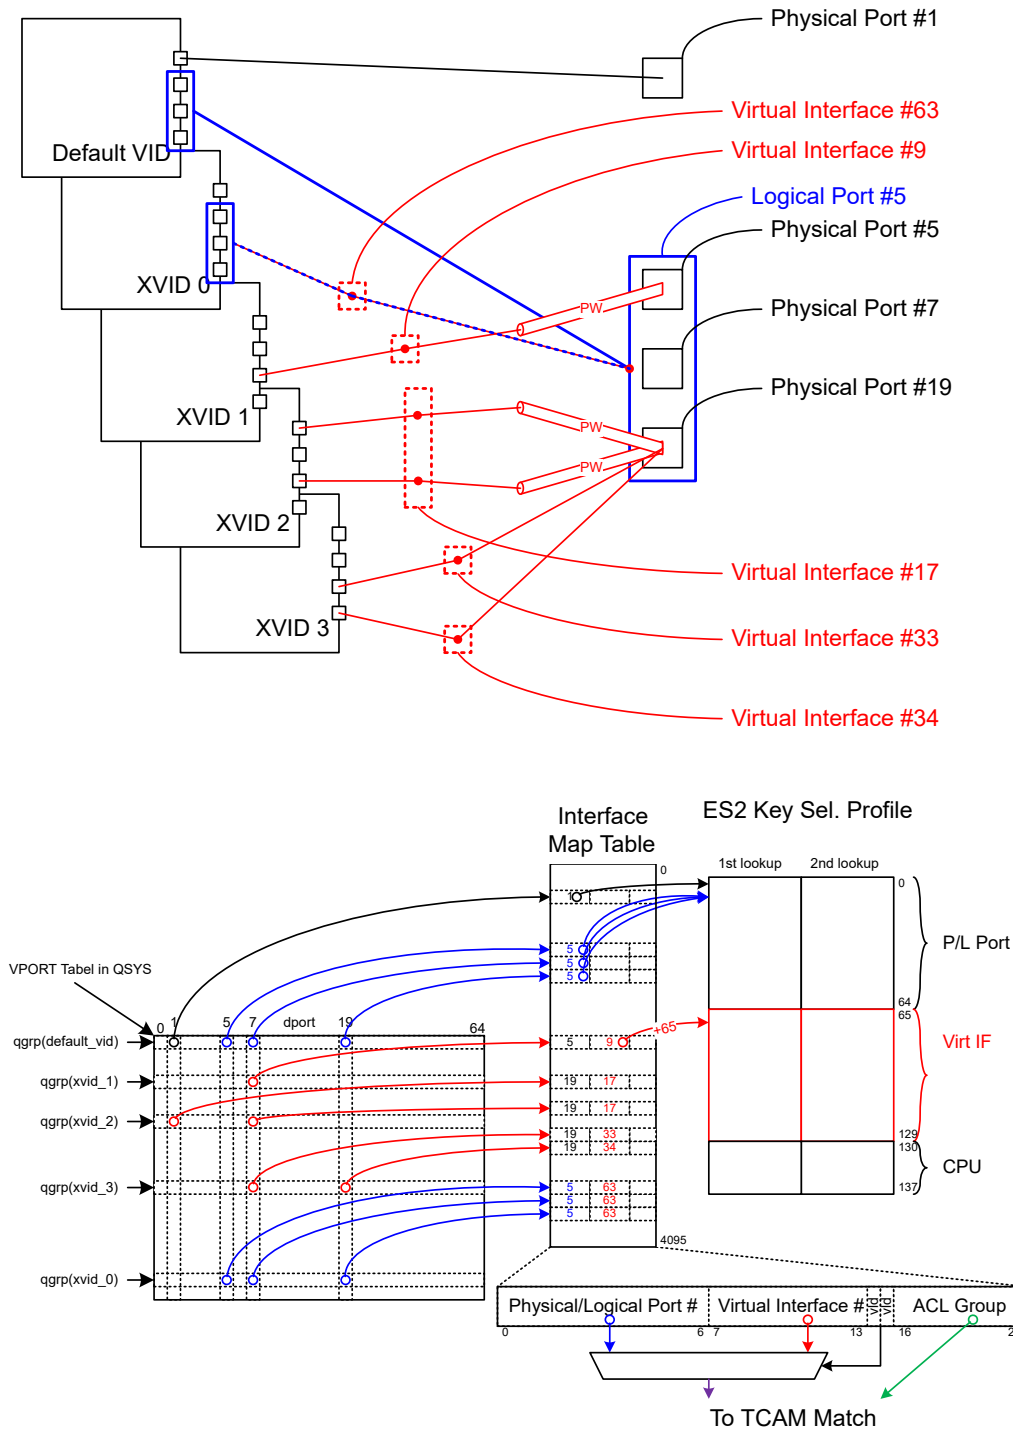 Physical Port #1
Virtual Interface #63
Default VID
Virtual Interface #9
Logical Port #5
Physical Port #5
XVID 0
PW
Physical Port #7
Physical Port #19
XVID 1
PW
PW
XVID 2
Virtual Interface #17
XVID 3
Virtual Interface #33
Virtual Interface #34
Interface
Map Table
ES2 Key Sel. Profile
1st lookup
2nd lookup
0
0
1
P/L Port
5
5
5
VPORT Tabel in QSYS
64
65
0 1 5 7 dport 19 64
+65
qgrp(default_vid)
5 9
Virt IF
qgrp(xvid_1)
19 17
qgrp(xvid_2)
19 17
19 33
129
19 34
130
CPU
qgrp(xvid_3)
5 63
137
5 63
5 63
4095
qgrp(xvid_0)
Physical/Logical Port #
Virtual Interface #
vld
vld
ACL Group
0 6 7 13 16 2
To TCAM Match